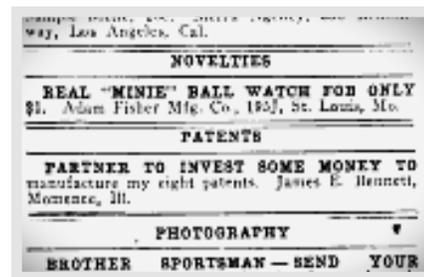 way, Los Angeles, Cal.
NOVELTIES
REAL "MINIE" BALL WATCH FOB ONLY
$1. Adam Fisher Mfg. Co., 195J, St. Louis, Mo.
PATENTS
PARTNER TO INVEST SOME MONEY TO
manufacture my eight patents. James E. Bennett,
Momence, Ill.
PHOTOGRAPHY
BROTHER SPORTSMAN — SEND YOUR